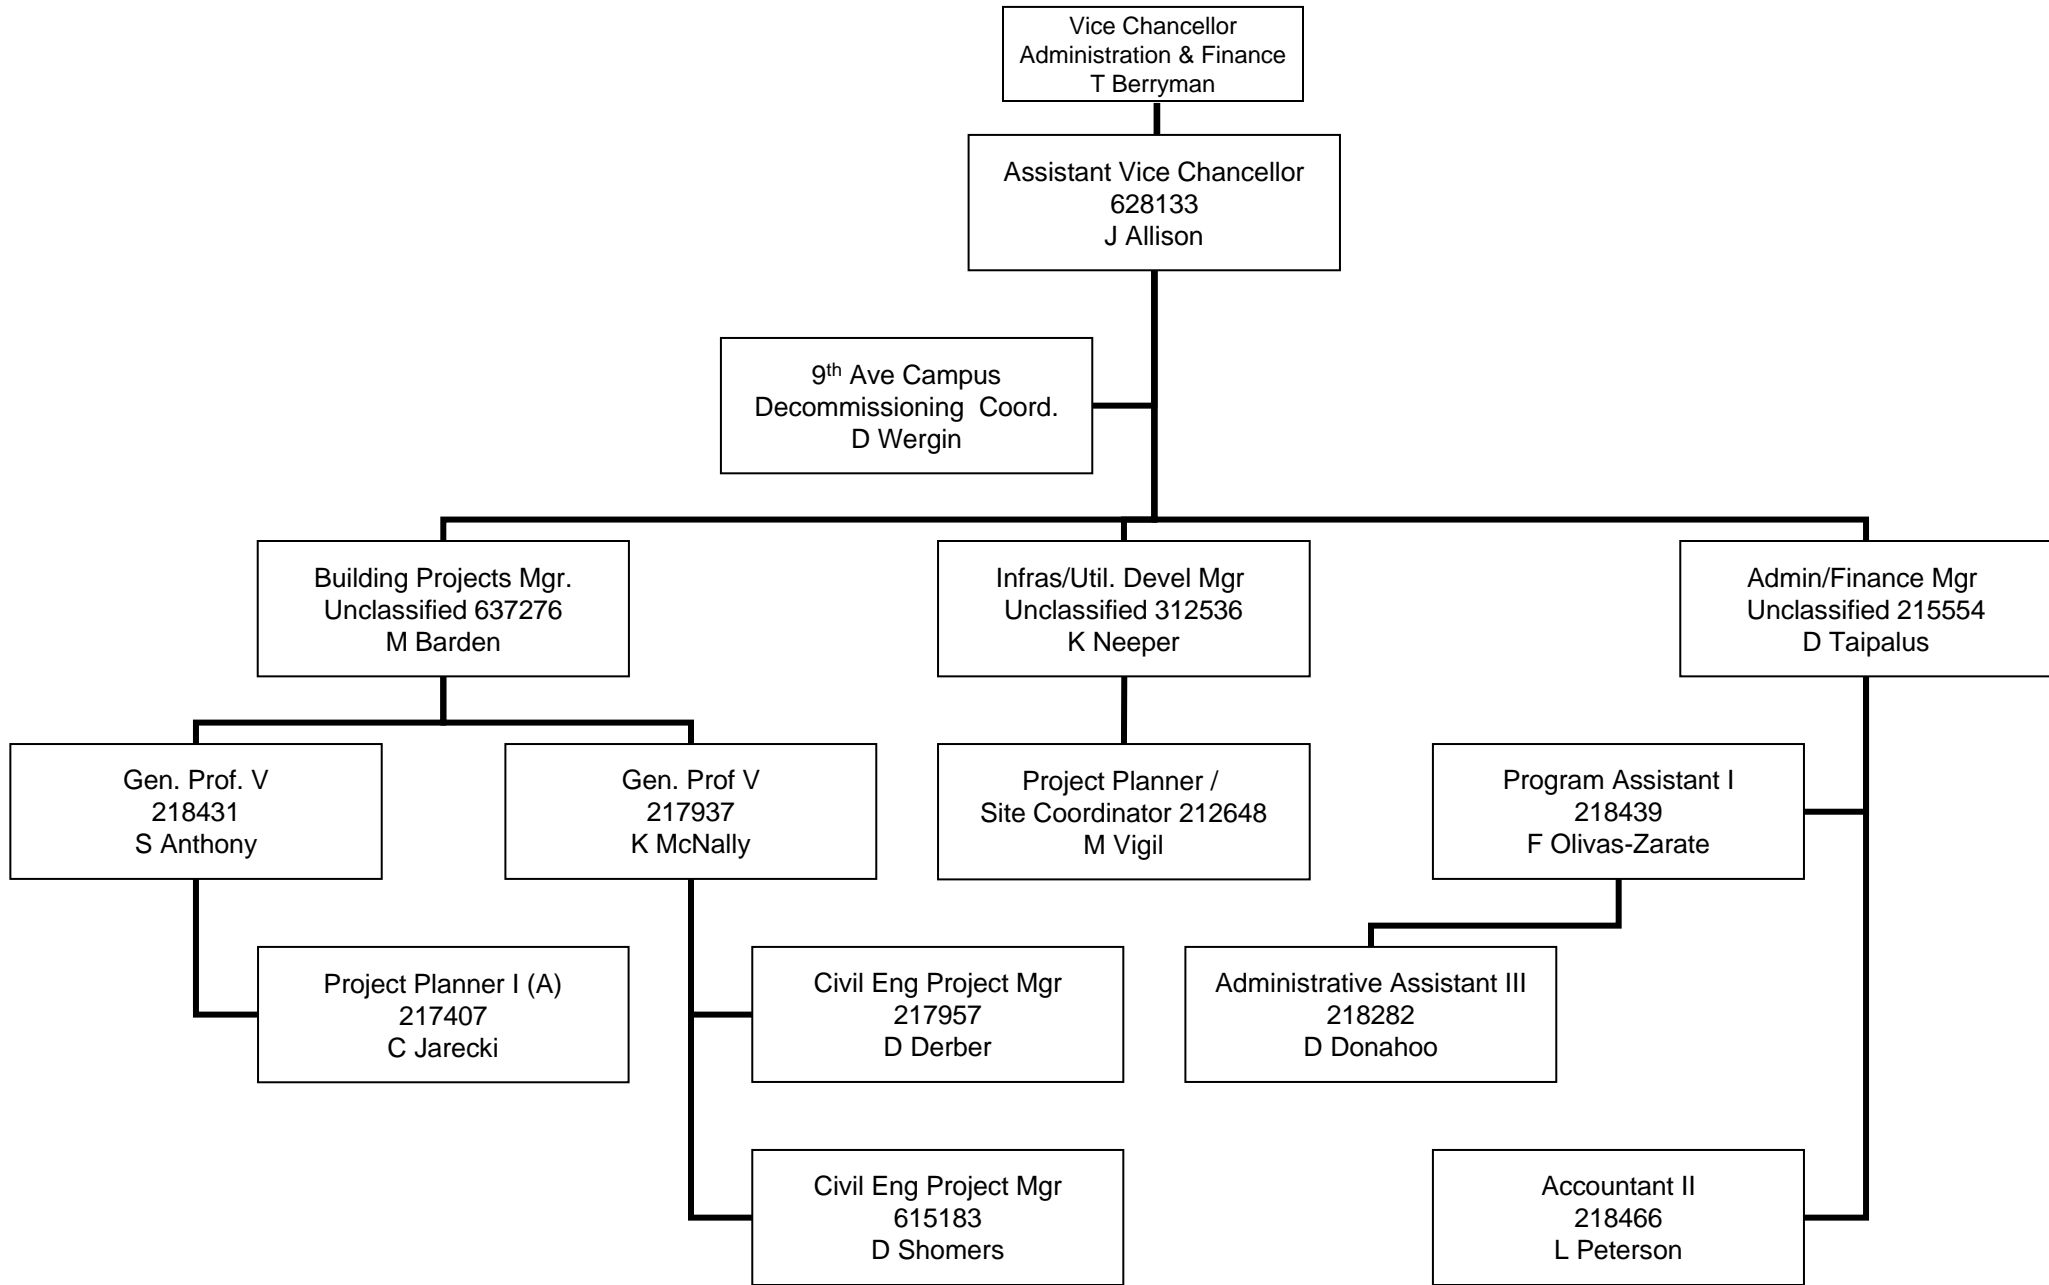 Vice Chancellor
Administration & Finance
T Berryman
Assistant Vice Chancellor
628133
J Allison
9th Ave Campus
Decommissioning  Coord.
D Wergin
Building Projects Mgr.
Unclassified 637276
M Barden
Infras/Util. Devel Mgr
Unclassified 312536
K Neeper
Admin/Finance Mgr
Unclassified 215554
D Taipalus
Gen. Prof. V
218431
S Anthony
Gen. Prof V
217937
K McNally
Project Planner /
Site Coordinator 212648
M Vigil
Program Assistant I
218439
F Olivas-Zarate
Project Planner I (A)
217407
C Jarecki
Civil Eng Project Mgr
217957
D Derber
Administrative Assistant III
218282
D Donahoo
Civil Eng Project Mgr
615183
D Shomers
Accountant II
218466
L Peterson